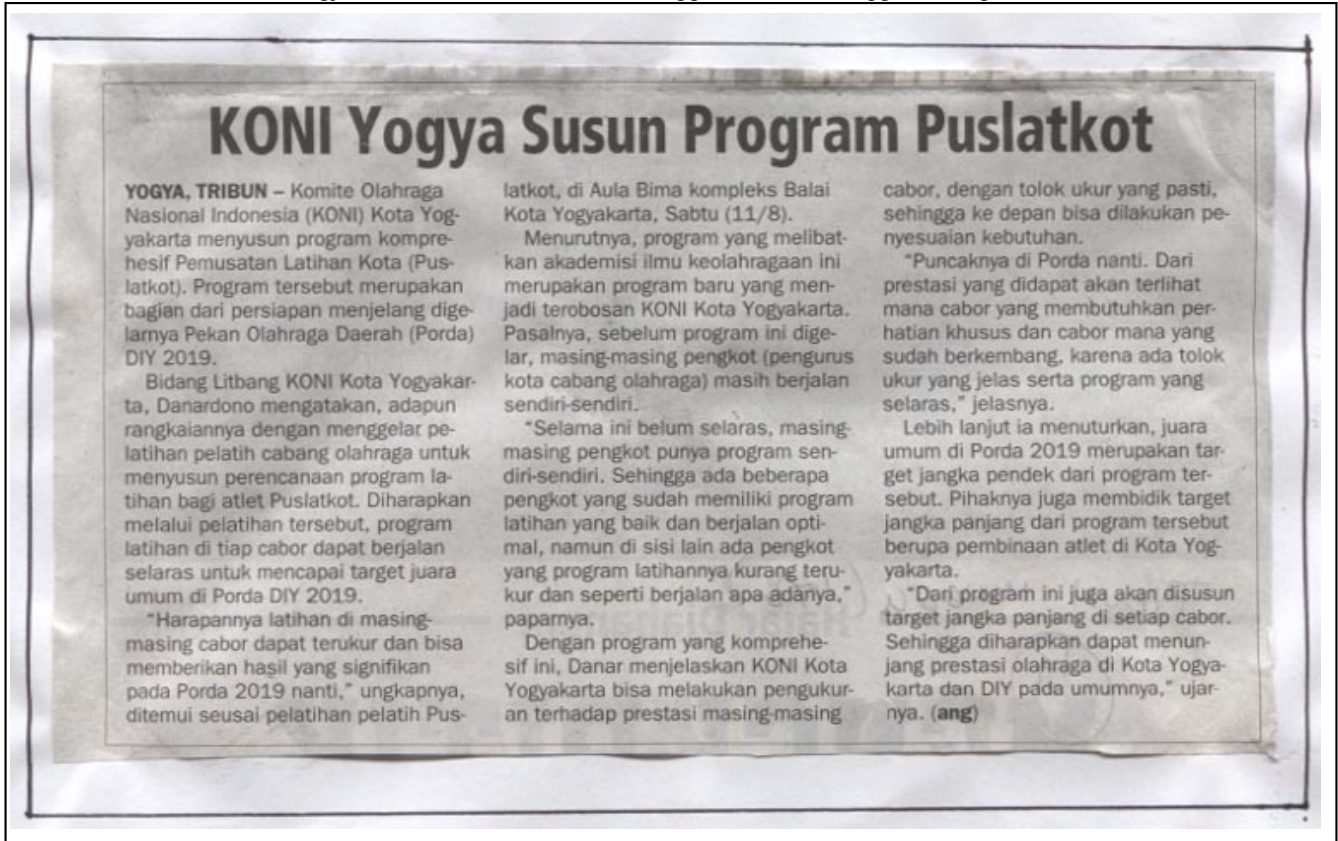 KONI Yogya Susun Program Puslatkot
YOGYA, TRIBUN – Komite Olahraga
Nasional Indonesia (KONI) Kota Yog-
yakarta menyusun program kompre-
hesif Pemusatan Latihan Kota (Pus-
latkot). Program tersebut merupakan
bagian dari persiapan menjelang dige-
larnya Pekan Olahraga Daerah (Porda)
DIY 2019.
Bidang Litbang KONI Kota Yogyakar-
ta, Danardono mengatakan, adapun
rangkaiannya dengan menggelar pe-
latihan pelatih cabang olahraga untuk
menyusun perencanaan program la-
tihan bagi atlet Puslatkot. Diharapkan
melalui pelatihan tersebut, program
latihan di tiap cabor dapat berjalan
selaras untuk mencapai target juara
umum di Porda DIY 2019.
"Harapannya latihan di masing-
masing cabor dapat terukur dan bisa
memberikan hasil yang signifikan
pada Porda 2019 nanti," ungkapnya,
ditemui seusai pelatihan pelatih Pus-
latkot, di Aula Bima kompleks Balai
Kota Yogyakarta, Sabtu (11/8).
Menurutnya, program yang melibat-
kan akademisi ilmu keolahragaan ini
merupakan program baru yang men-
jadi terobosan KONI Kota Yogyakarta.
Pasalnya, sebelum program ini dige-
lar, masing-masing pengkot (pengurus
kota cabang olahraga) masih berjalan
sendiri-sendiri.
"Selama ini belum selaras, masing-
masing pengkot punya program sen-
diri-sendiri. Sehingga ada beberapa
pengkot yang sudah memiliki program
latihan yang baik dan berjalan opti-
mal, namun di sisi lain ada pengkot
yang program latihannya kurang teru-
kur dan seperti berjalan apa adanya,"
paparnya.
Dengan program yang komprehe-
sif ini, Danar menjelaskan KONI Kota
Yogyakarta bisa melakukan pengukur-
an terhadap prestasi masing-masing
cabor, dengan tolok ukur yang pasti,
sehingga ke depan bisa dilakukan pe-
nyesuaian kebutuhan.
"Puncaknya di Porda nanti. Dari
prestasi yang didapat akan terlihat
mana cabor yang membutuhkan per-
hatian khusus dan cabor mana yang
sudah berkembang, karena ada tolok
ukur yang jelas serta program yang
selaras," jelasnya.
Lebih lanjut ia menuturkan, juara
umum di Porda 2019 merupakan tar-
get jangka pendek dari program ter-
sebut. Pihaknya juga membidik target
jangka panjang dari program tersebut
berupa pembinaan atlet di Kota Yog-
yakarta.
"Dari program ini juga akan disusun
target jangka panjang di setiap cabor.
Sehingga diharapkan dapat menun-
jang prestasi olahraga di Kota Yogya-
karta dan DIY pada umumnya," ujar-
nya. (ang)